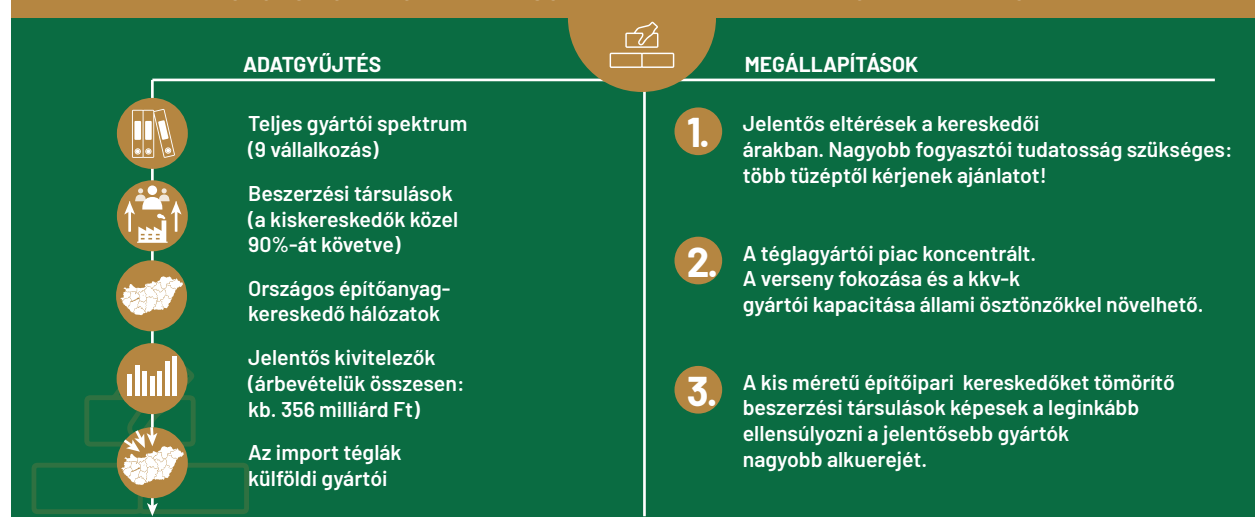 ADATGYŰJTÉS
Teljes gyártói spektrum
(9 vállalkozás)
Beszerzési társulások
(a kiskereskedők közel
90%-át követve)
Országos építőanyag-
kereskedő hálózatok
Jelentős kivitelezők
(árbevételük összesen:
kb. 356 milliárd Ft)
Az import téglák
külföldi gyártói
MEGÁLLAPÍTÁSOK
1. Jelentős eltérések a kereskedői
árakban. Nagyobb fogyasztói tudatosság szükséges:
több tüzéptől kérjenek ajánlatot!
2. A téglagyártói piac koncentrált.
A verseny fokozása és a kkv-k
gyártói kapacitása állami ösztönzőkkel növelhető.
3. A kis méretű építőipari kereskedőket tömörítő
beszerzési társulások képesek a leginkább
ellensúlyozni a jelentősebb gyártók
nagyobb alkuerejét.